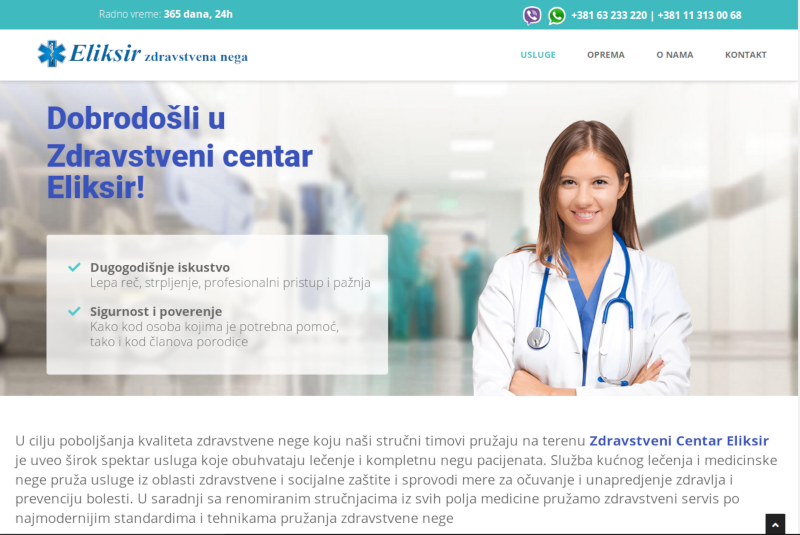 Radno vreme: 365 dana, 24h
+381 63 233 220 | +381 11 313 00 68
Eliksir zdravstvena nega
USLUGE OPREMA O NAMA KONTAKT
Dobrodošli u
Zdravstveni centar
Eliksir!
Dugogodišnje iskustvo
Lepa reč, strpljenje, profesionalni pristup i pažnja
Sigurnost i poverenje
Kako kod osoba kojima je potrebna pomoć,
tako i kod članova porodice
U cilju poboljšanja kvaliteta zdravstvene nege koju naši stručni timovi pružaju na terenu Zdravstveni Centar Eliksir
je uveo širok spektar usluga koje obuhvataju lečenje i kompletnu negu pacijenata. Služba kućnog lečenja i medicinske
nege pruža usluge iz oblasti zdravstvene i socijalne zaštite i sprovodi mere za očuvanje i unapredjenje zdravlja i
prevenciju bolesti. U saradnji sa renomiranim stručnjacima iz svih polja medicine pružamo zdravstveni servis po
najmodernijim standardima i tehnikama pružanja zdravstvene nege